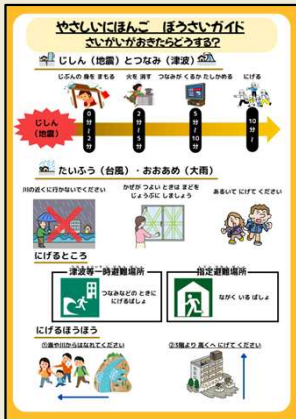 やさしいにほんご ぼうさいガイド
さいがいがおきたらどうする?
じしん(地震)とつなみ(津波)
じぶんの 身を まもる
火を 消す
つなみが くるか たしかめる
にげる
じしん
(地震)
0分~2分
2分~5分
5分~10分
10分~
たいふう(台風)・おおあめ(大雨)
川の近くに行かないでください
かぜが つよい ときは まどを
じょうぶに しましょう
あるいて にげて ください
にげるところ
津波等一時避難場所
つなみなどの ときに
にげるばしょ
指定避難場所
ながく いる ばしょ
にげるほうほう
①海や川からはなれてください
②3階より 高くへ にげて ください